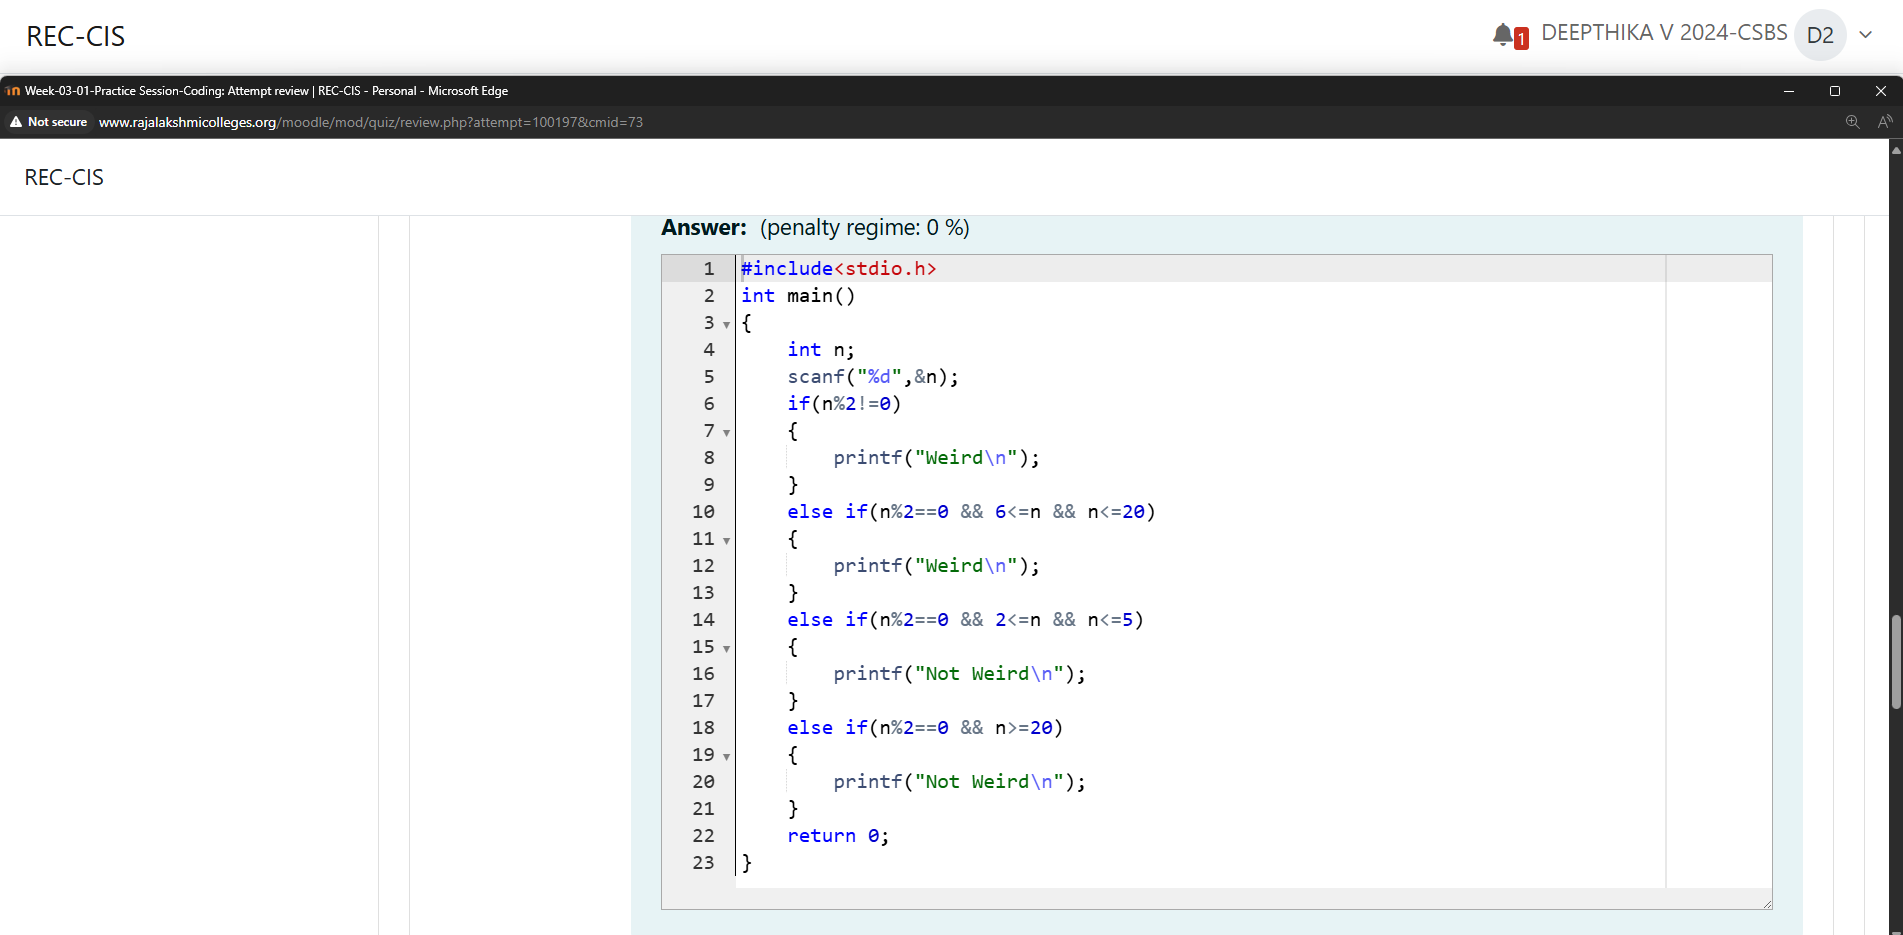 REC-CIS
1 DEEPTHIKA V 2024-CSBS D2
in Week-03-01-Practice Session-Coding: Attempt review | REC-CIS - Personal - Microsoft Edge
Not secure www.rajalakshmicolleges.org/moodle/mod/quiz/review.php?attempt=100197&cmid=73
REC-CIS
Answer: (penalty regime: 0 %)
1 #include<stdio.h>
2 int main()
3 {
4 int n;
5 scanf("%d",&n);
6 if(n%2!=0)
7 {
8 printf("Weird\n");
9 }
10 else if(n%2==0 && 6<=n && n<=20)
11 {
12 printf("Weird\n");
13 }
14 else if(n%2==0 && 2<=n && n<=5)
15 {
16 printf("Not Weird\n");
17 }
18 else if(n%2==0 && n>=20)
19 {
20 printf("Not Weird\n");
21 }
22 return 0;
23 }